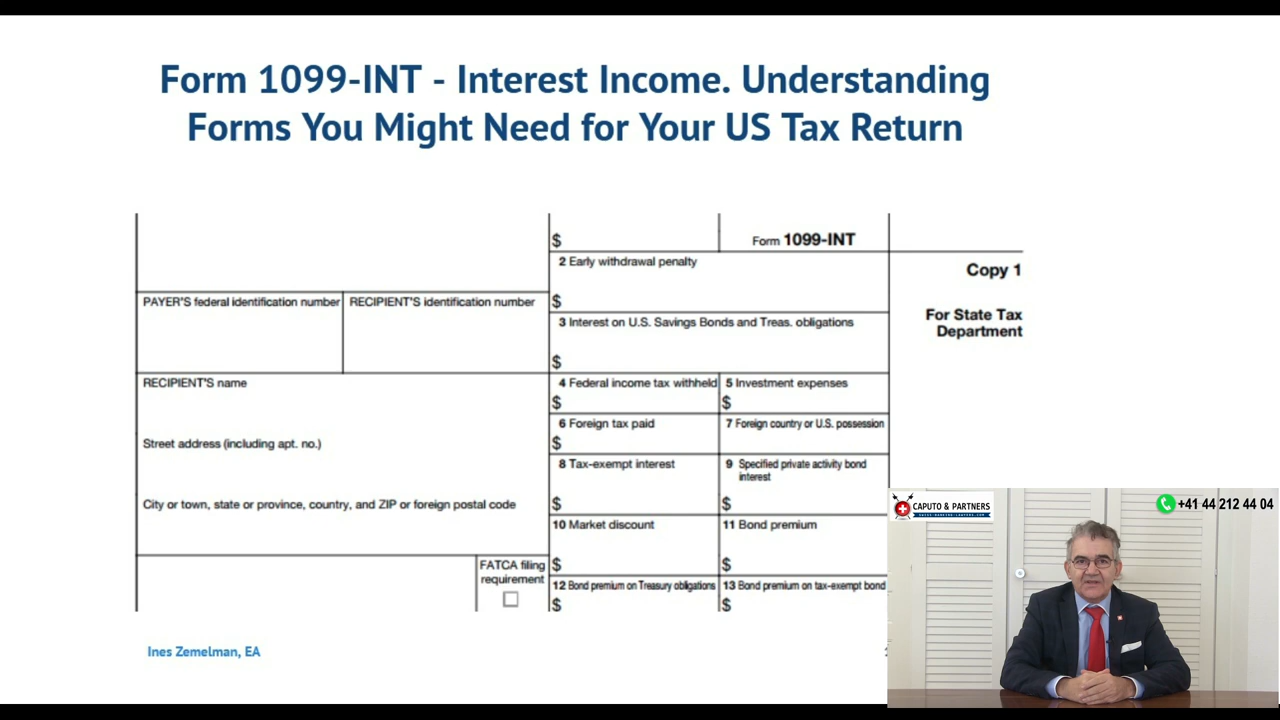 Form 1099-INT - Interest Income. Understanding
Forms You Might Need for Your US Tax Return
$
Form 1099-INT
2 Early withdrawal penalty
Copy 1
$
PAYER'S federal identification number
RECIPIENT'S identification number
3 Interest on U.S. Savings Bonds and Treas. obligations
For State Tax
Department
$
RECIPIENT'S name
4 Federal income tax withheld
5 Investment expenses
$
$
6 Foreign tax paid
7 Foreign country or U.S. possession
$
Street address (including apt. no.)
8 Tax-exempt interest
9 Specified private activity bond
interest
$
$
City or town, state or province, country, and ZIP or foreign postal code
10 Market discount
11 Bond premium
$
$
FATCA filing
requirement
12 Bond premium on Treasury obligations
13 Bond premium on tax-exempt bond
$
$
Ines Zemelman, EA
CAPUTO & PARTNERS
+41 44 212 44 04